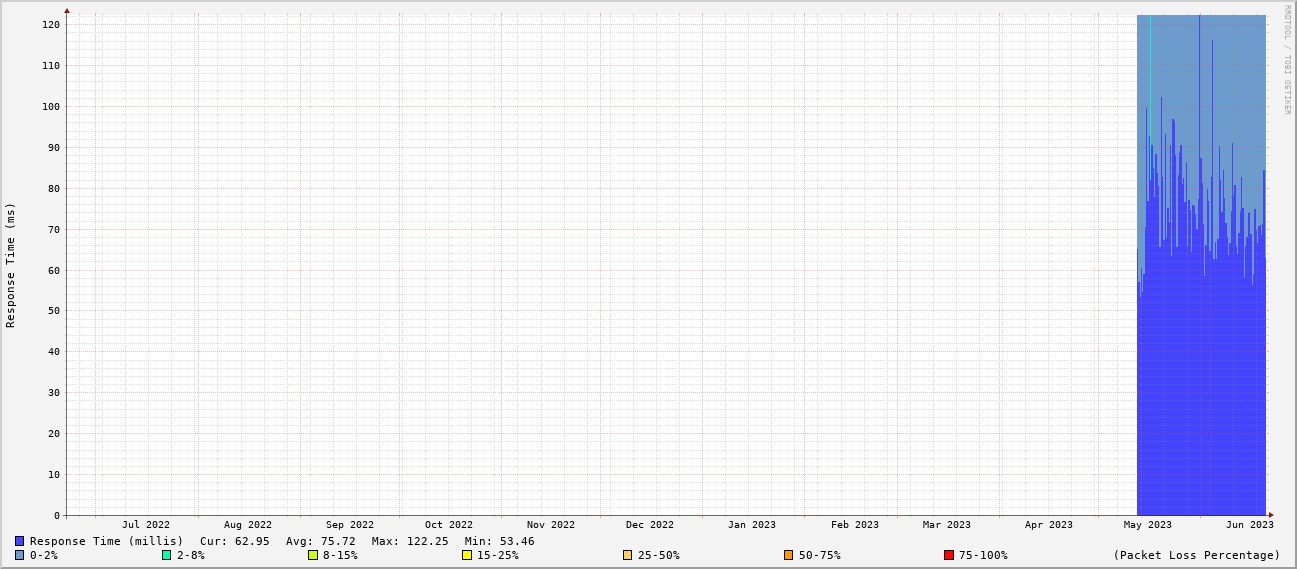 RRDTOOL / TOBI OETIKER
Response Time (ms)
120
110
100
90
80
70
60
50
40
30
20
10
0
Jul 2022 Aug 2022 Sep 2022 Oct 2022 Nov 2022 Dec 2022 Jan 2023 Feb 2023 Mar 2023 Apr 2023 May 2023 Jun 2023
Response Time (millis) Cur: 62.95 Avg: 75.72 Max: 122.25 Min: 53.46
0-2% 2-8% 8-15% 15-25% 25-50% 50-75% 75-100% (Packet Loss Percentage)